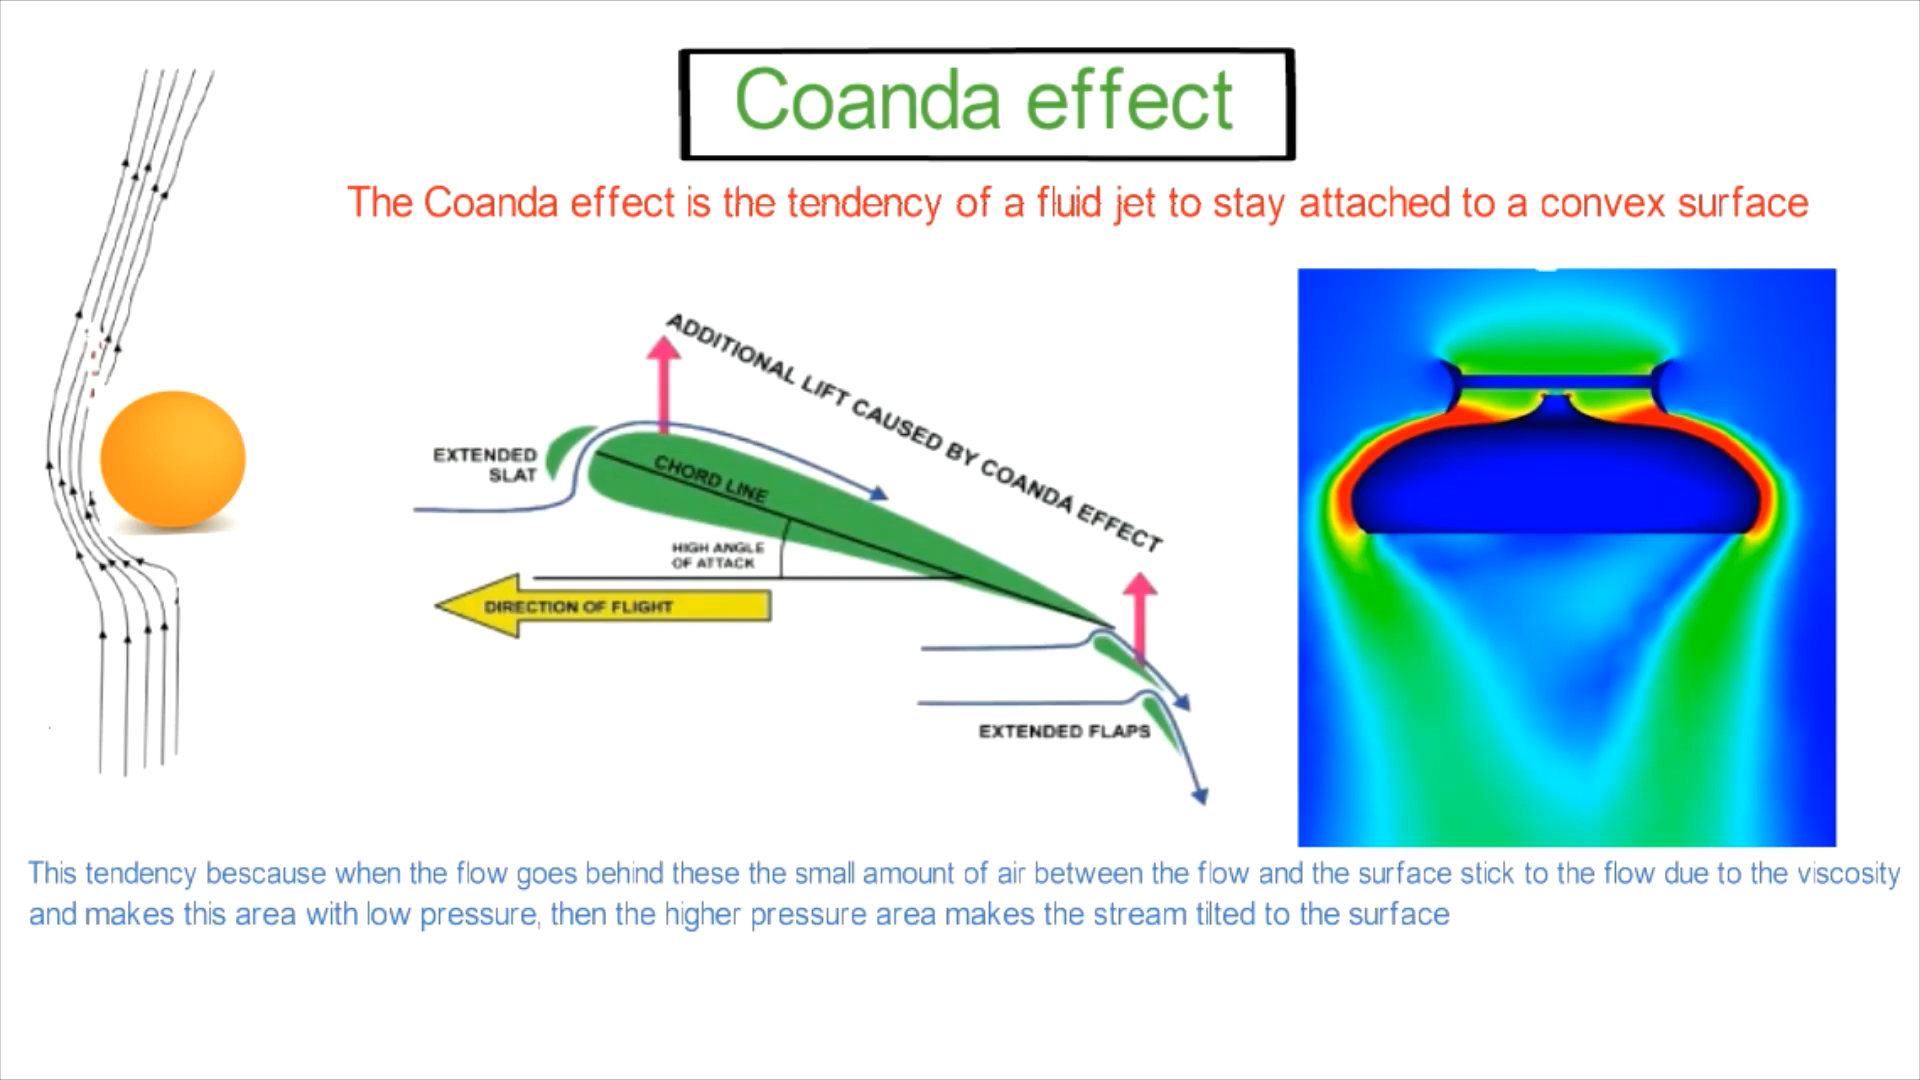 Coanda effect
The Coanda effect is the tendency of a fluid jet to stay attached to a convex surface
ADDITIONAL LIFT CAUSED BY COANDA EFFECT
EXTENDED
SLAT
CHORD LINE
HIGH ANGLE
OF ATTACK
DIRECTION OF FLIGHT
EXTENDED FLAPS
This tendency bescause when the flow goes behind these the small amount of air between the flow and the surface stick to the flow due to the viscosity
and makes this area with low pressure, then the higher pressure area makes the stream tilted to the surface